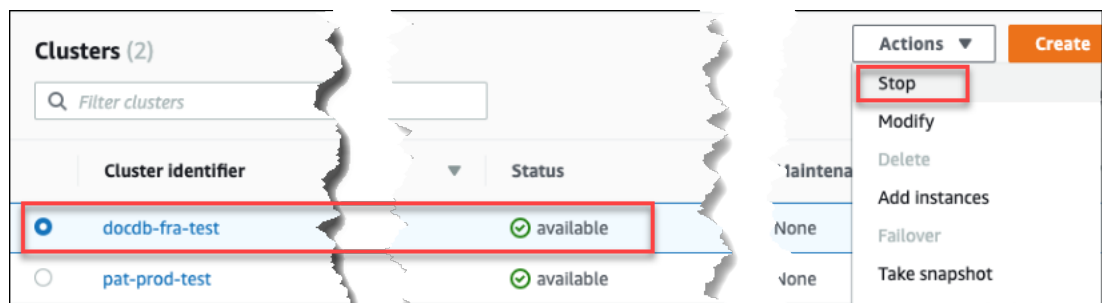 Clusters (2)
Actions
Create
Filter clusters
Stop
Modify
Cluster identifier
Status
Maintena
Delete
Add instances
docdb-fra-test
available
None
Failover
pat-prod-test
available
None
Take snapshot